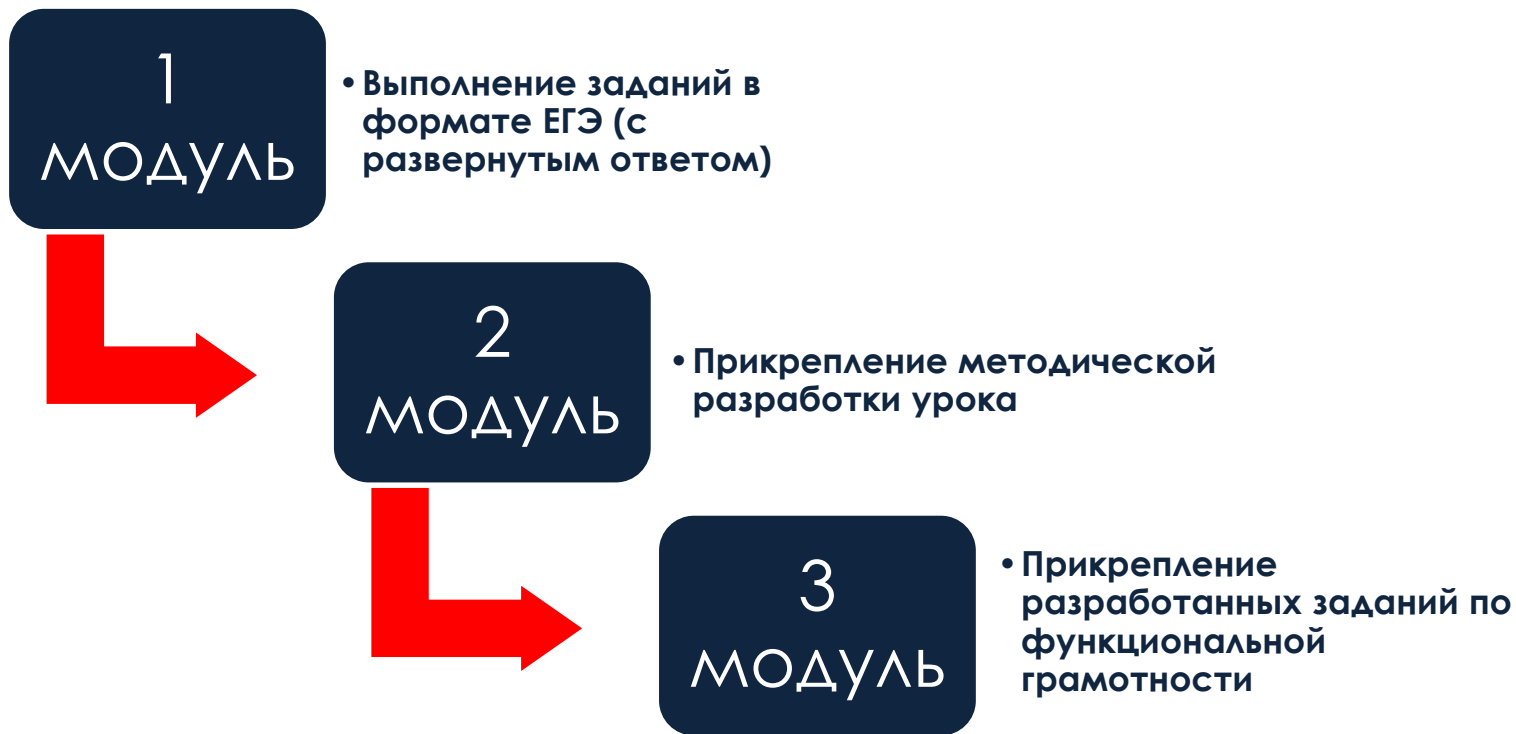 1
модуль
• Выполнение заданий в
формате ЕГЭ (с
развернутым ответом)
2
модуль
• Прикрепление методической
разработки урока
3
модуль
• Прикрепление
разработанных заданий по
функциональной
грамотности